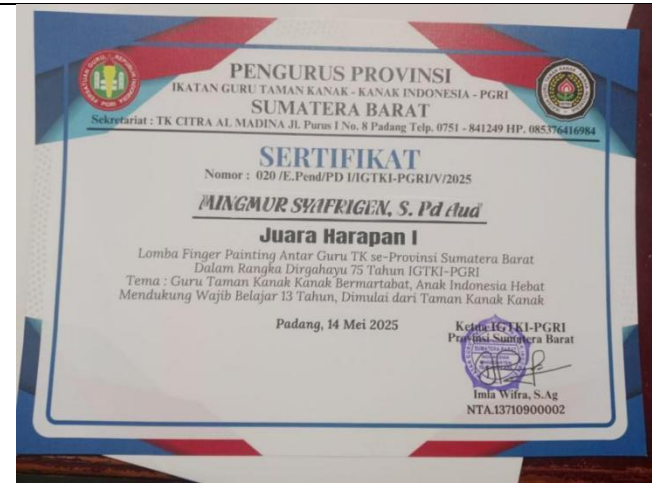 PENGURUS PROVINSI
IKATAN GURU TAMAN KANAK - KANAK INDONESIA - PGRI
SUMATERA BARAT
Sekretariat : TK CITRA AL MADINA Jl. Purus I No. 8 Padang Telp. 0751 - 841249 HP. 085376416984
SERTIFIKAT
Nomor : 020 /E.Pend/PD I/IGTKI-PGRI/V/2025
MINGMUR SYAFRIGEN, S. Pd Aud
Juara Harapan I
Lomba Finger Painting Antar Guru TK se-Provinsi Sumatera Barat
Dalam Rangka Dirgahayu 75 Tahun IGTKI-PGRI
Tema : Guru Taman Kanak Kanak Bermartabat, Anak Indonesia Hebat
Mendukung Wajib Belajar 13 Tahun, Dimulai dari Taman Kanak Kanak
Padang, 14 Mei 2025
Ketua IGTKI-PGRI
Provinsi Sumatera Barat
Imla Wifra, S.Ag
NTA.13710900002